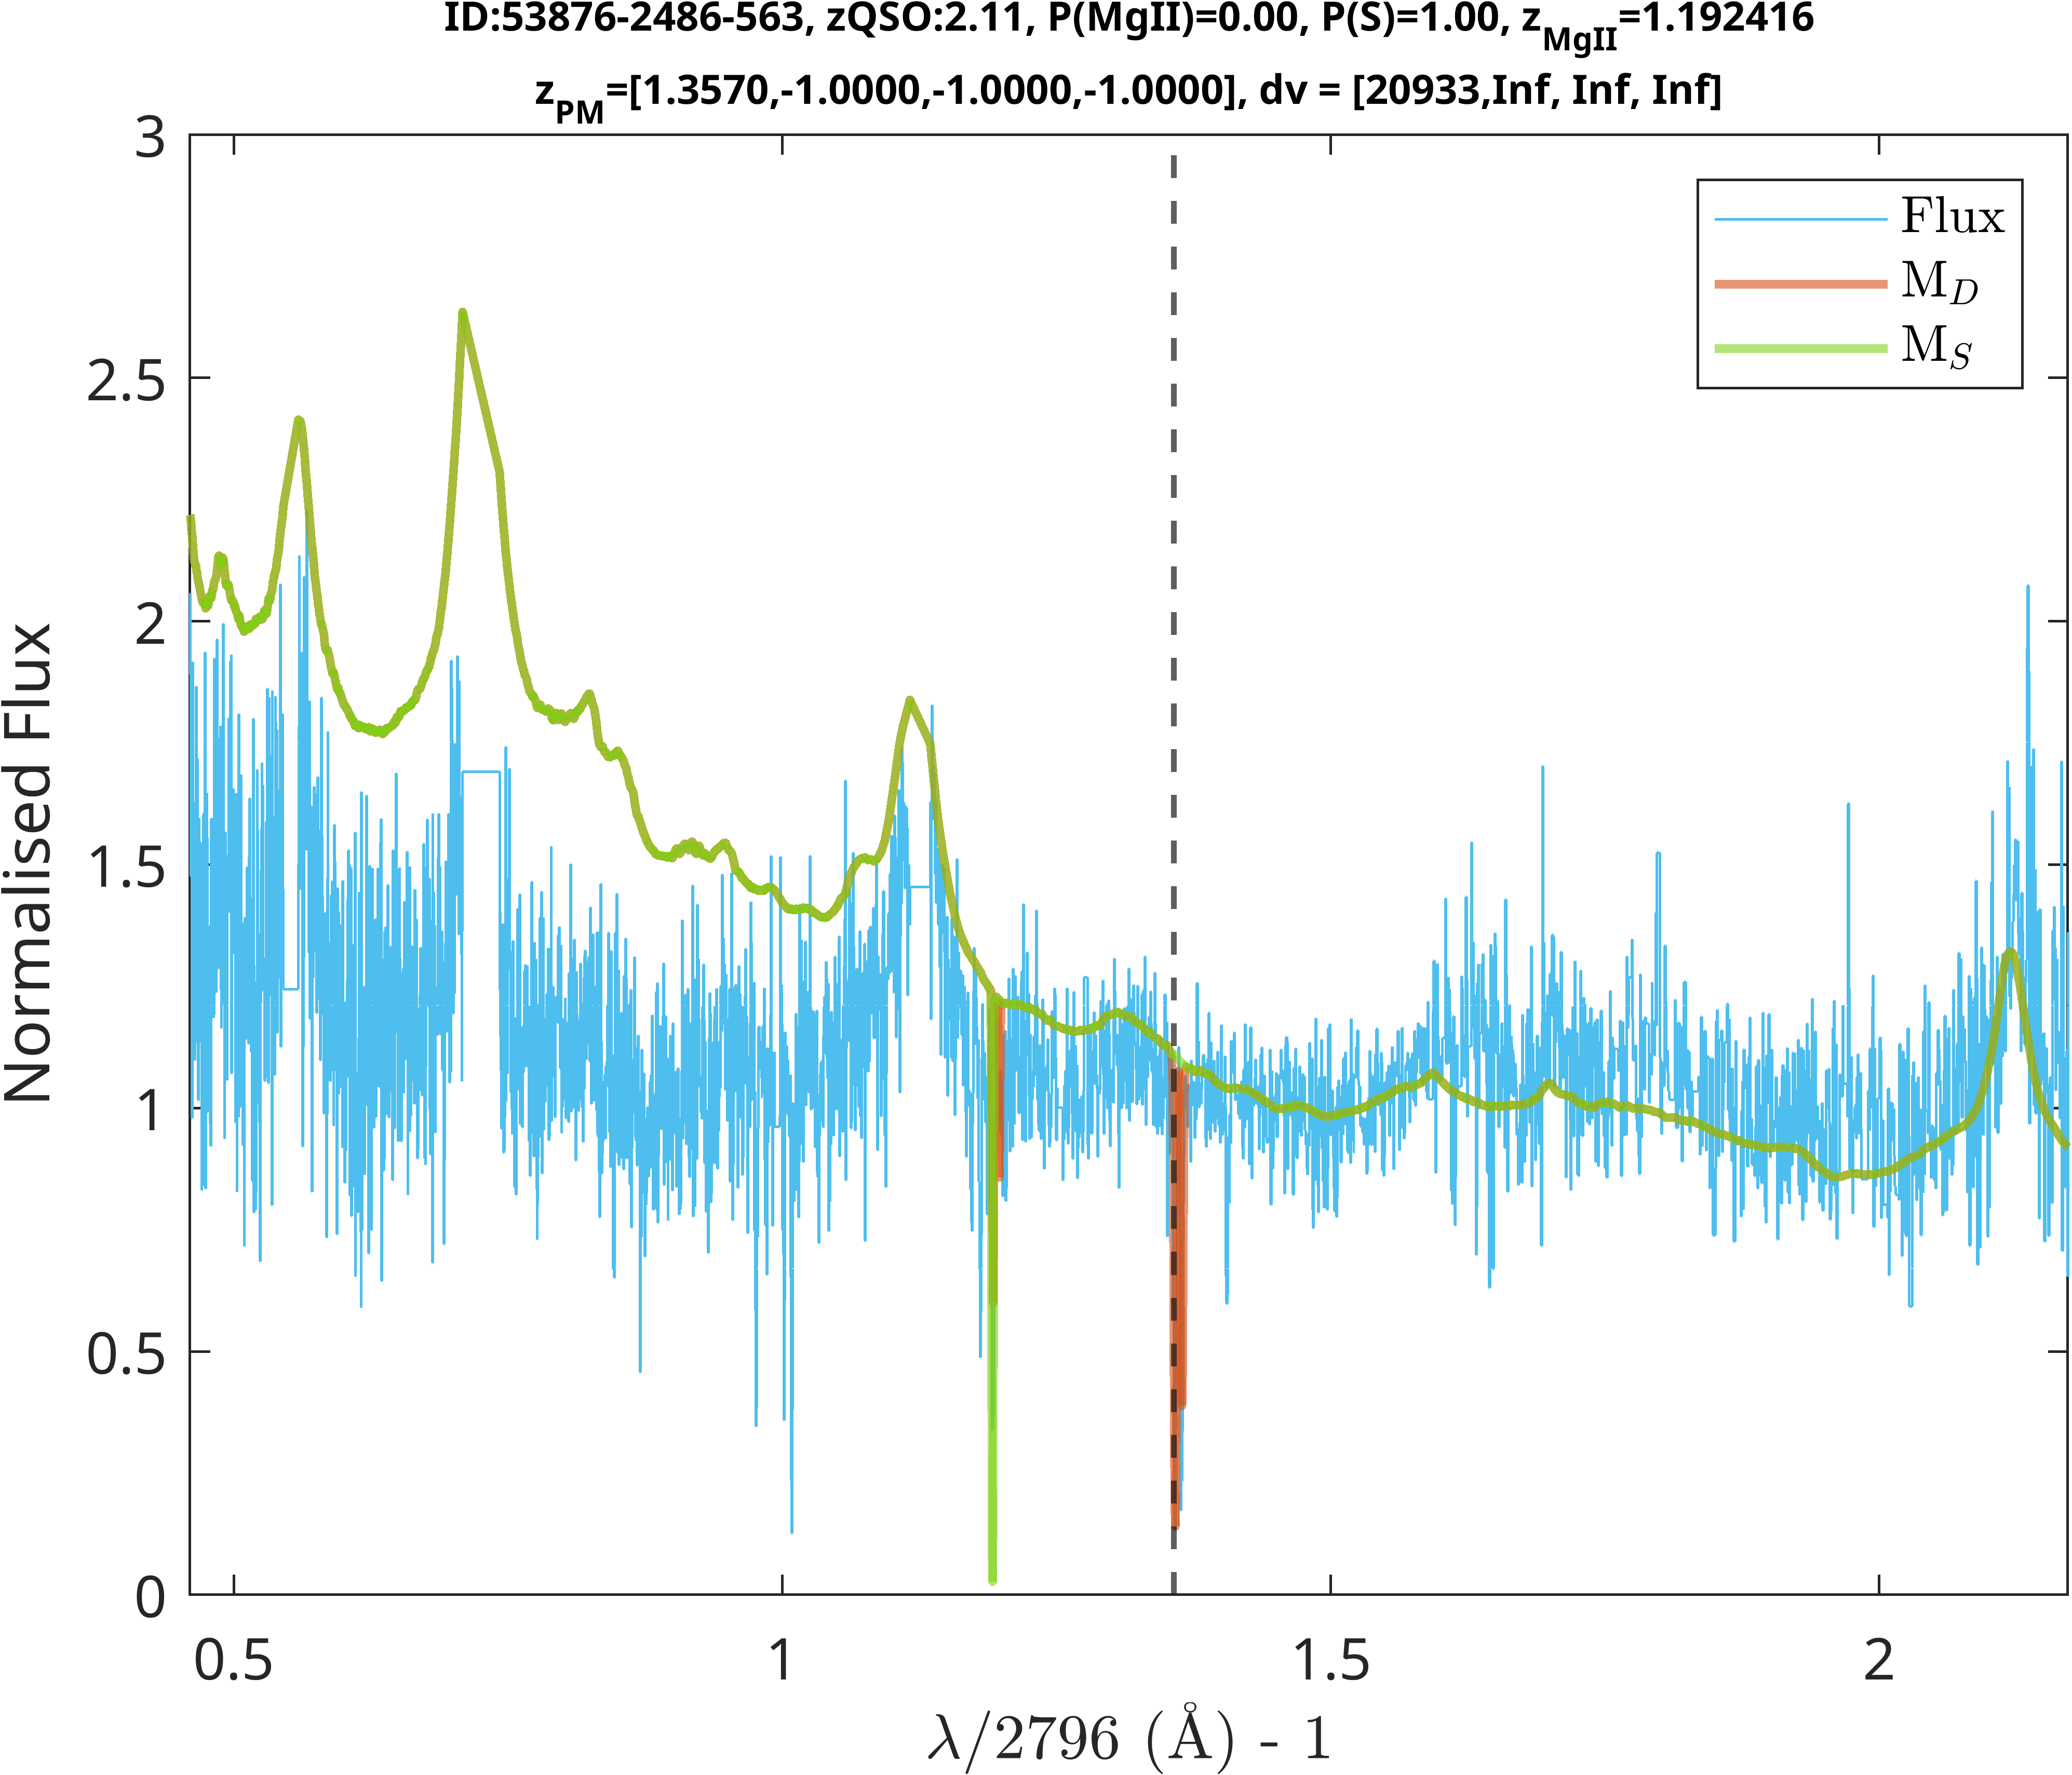 ID:53876-2486-563, zQSO:2.11, P(MgII)=0.00, P(S)=1.00, zMgII=1.192416
zPM=[1.3570,-1.0000,-1.0000,-1.0000], dv = [20933,Inf, Inf, Inf]
3
2.5
2
1.5
1
0.5
0
Normalised Flux
Flux
MD
MS
0.5
1
1.5
2
λ/2796 (Å) - 1